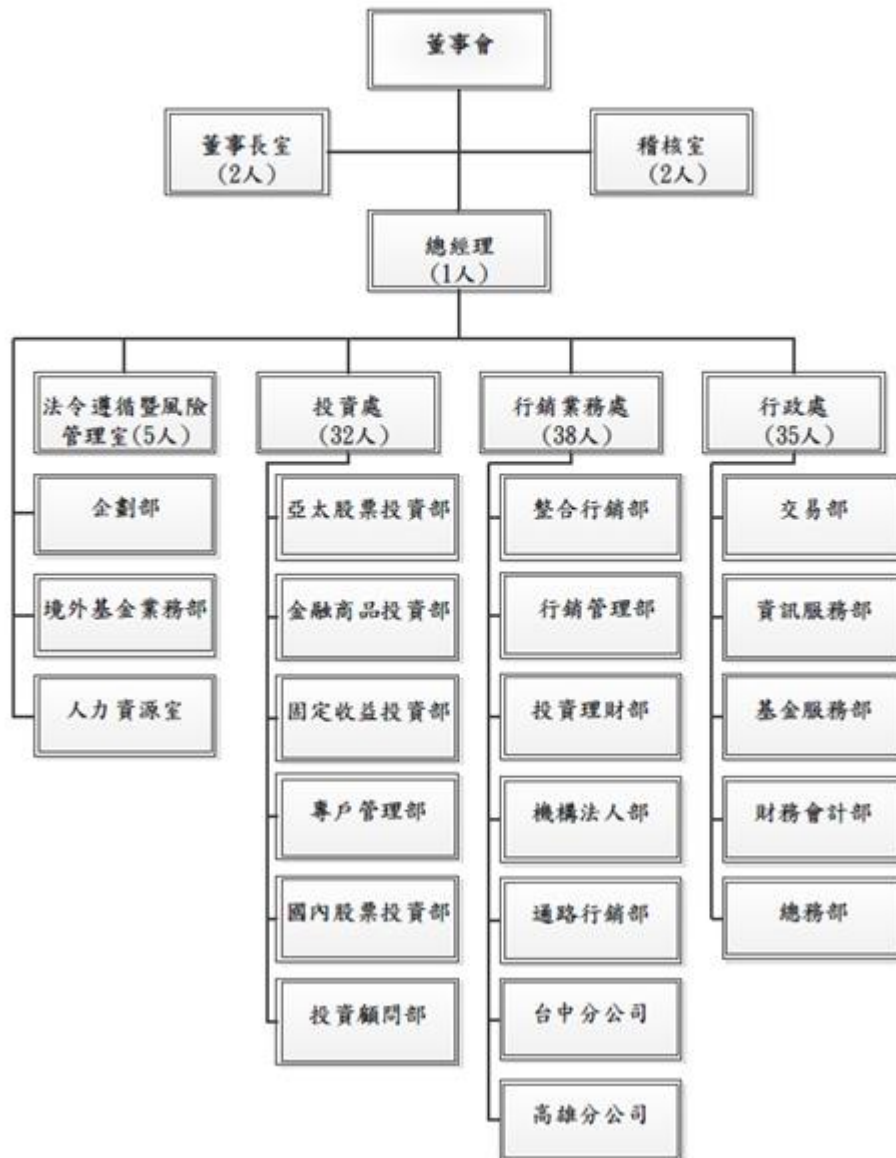 董事會
董事長室
(2人)
稽核室
(2人)
總經理
(1人)
法令遵循暨風險
管理室(5人)
投資處
(32人)
行銷業務處
(38人)
行政處
(35人)
企劃部
亞太股票投資部
整合行銷部
交易部
境外基金業務部
金融商品投資部
行銷管理部
資訊服務部
人力資源室
固定收益投資部
投資理財部
基金服務部
專戶管理部
機構法人部
財務會計部
國內股票投資部
通路行銷部
總務部
投資顧問部
台中分公司
高雄分公司